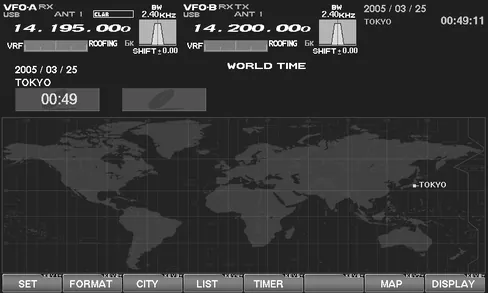 VFO-A RX
USB ANT 1 CLAR
BW
2.40KHz
14.195.000
VRF ROOFING 6K
SHIFT±0.00
VFO-B RX TX
USB ANT 1
BW
2.40KHz
14.200.000
VRF ROOFING 6K
SHIFT±0.00
2005 / 03 / 25
TOKYO
00:49:11
WORLD TIME
2005 / 03 / 25
TOKYO
00:49
TOKYO
SET FORMAT CITY LIST TIMER MAP DISPLAY